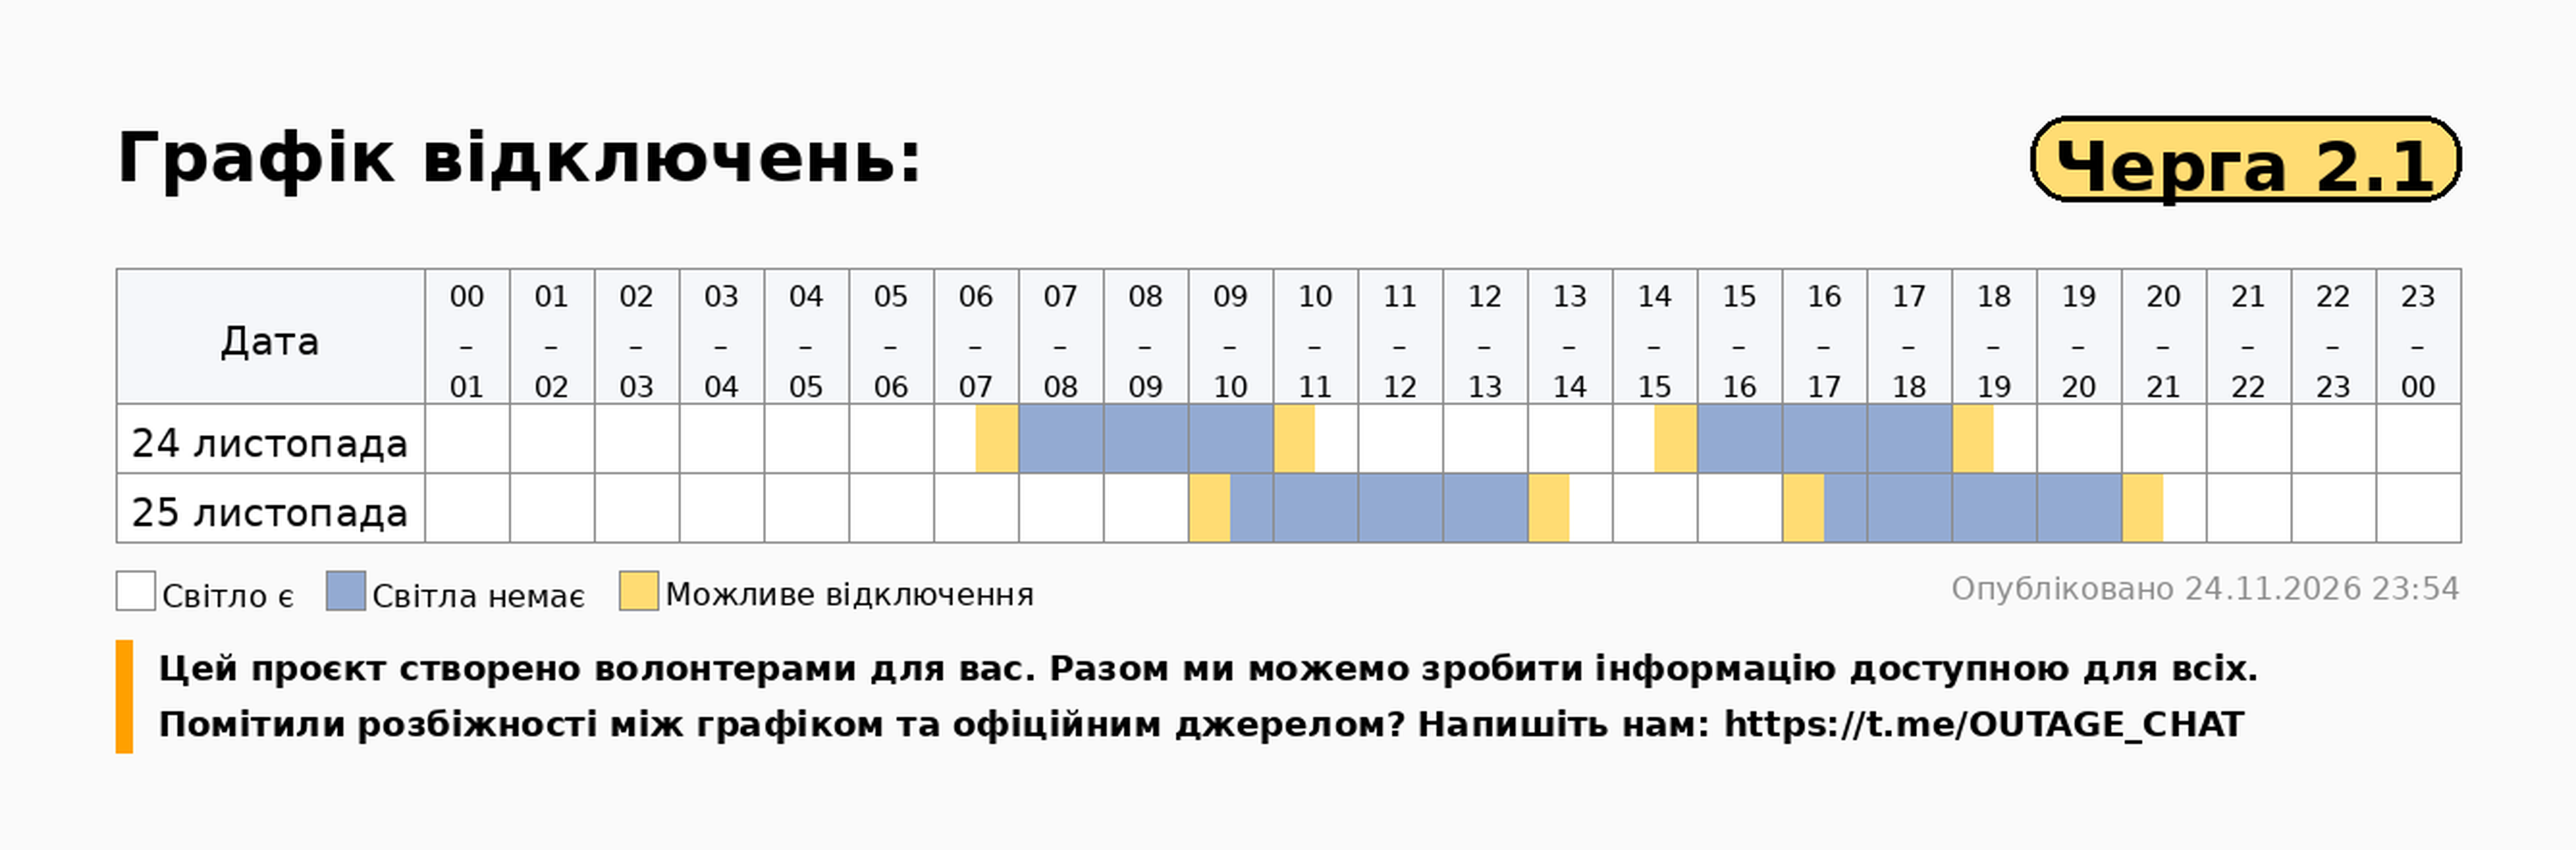 Графік відключень:
Черга 2.1
Дата 00 – 01 01 – 02 02 – 03 03 – 04 04 – 05 05 – 06 06 – 07 07 – 08 08 – 09 09 – 10 10 – 11 11 – 12 12 – 13 13 – 14 14 – 15 15 – 16 16 – 17 17 – 18 18 – 19 19 – 20 20 – 21 21 – 22 22 – 23 23 – 00
24 листопада
25 листопада
Світло є Світла немає Можливе відключення
Опубліковано 24.11.2026 23:54
Цей проєкт створено волонтерами для вас. Разом ми можемо зробити інформацію доступною для всіх.
Помітили розбіжності між графіком та офіційним джерелом? Напишіть нам: https://t.me/OUTAGE_CHAT